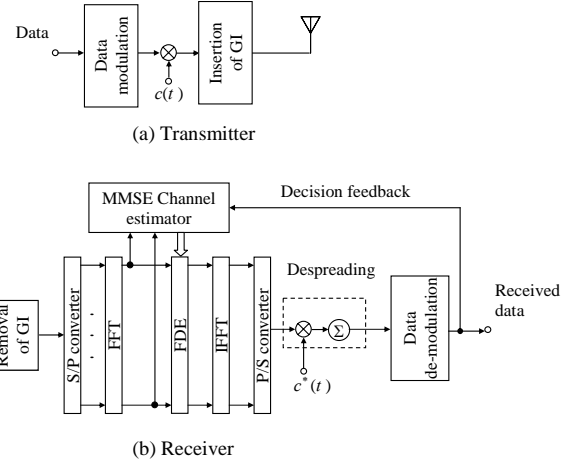 Data
Data
modulation
c(t)
Insertion
of GI
(a) Transmitter
MMSE Channel
estimator
Decision feedback
Removal
of GI
S/P converter
FFT
FDE
IFFT
P/S converter
Despreading
Σ
c*(t)
Data
de-modulation
Received
data
(b) Receiver